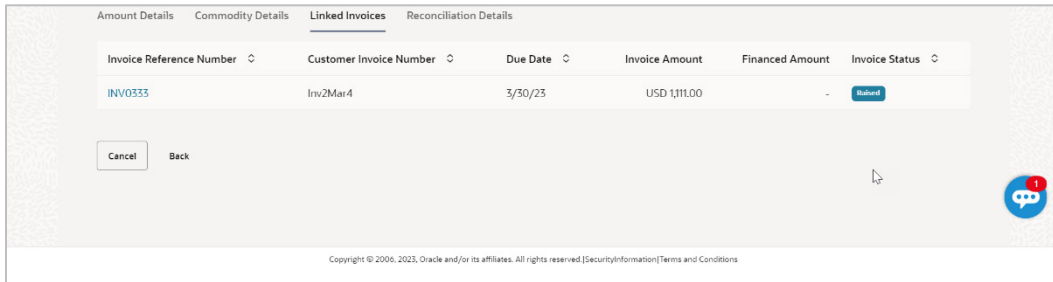 Amount Details Commodity Details Linked Invoices Reconciliation Details
Invoice Reference Number Customer Invoice Number Due Date Invoice Amount Financed Amount Invoice Status
INV0333 Inv2Mar4 3/30/23 USD 1,111.00 - Raised
Cancel Back
1
Copyright © 2006, 2023, Oracle and/or its affiliates. All rights reserved.|SecurityInformation|Terms and Conditions